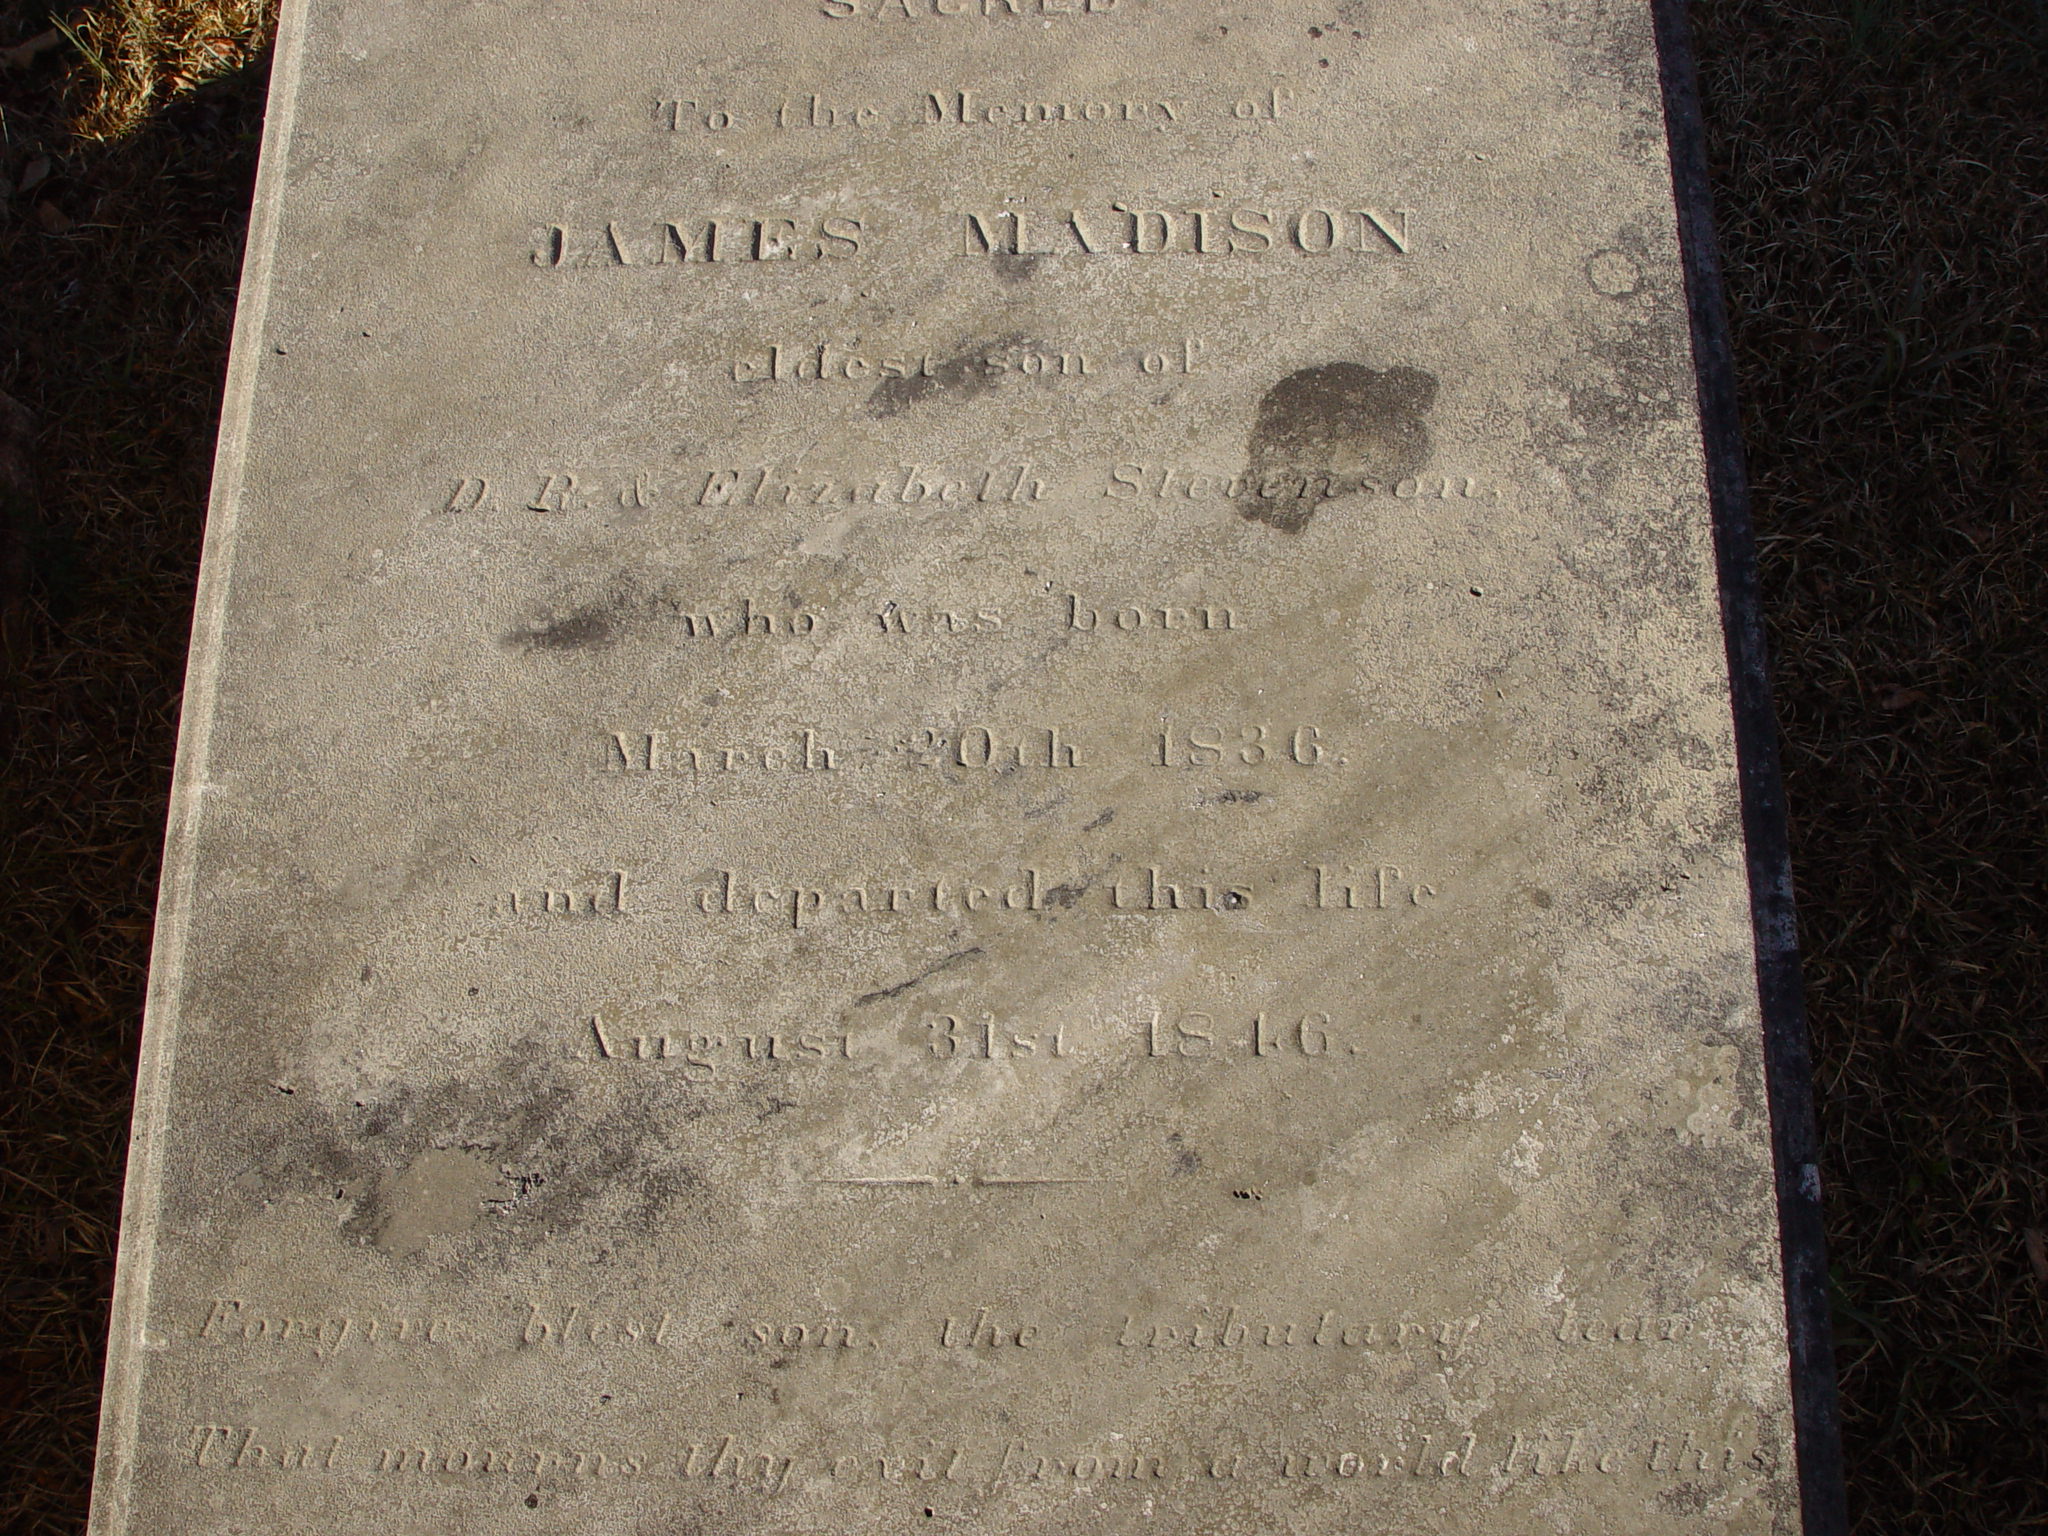 SACRED
To the Memory of
JAMES MADISON
eldest son of
D. R. & Elizabeth Stevenson,
who was born
March 20th 1836.
and departed this life
August 31st 1846.
Forgive, blest son, the tributary tear,
That mourns thy exit from a world like this,